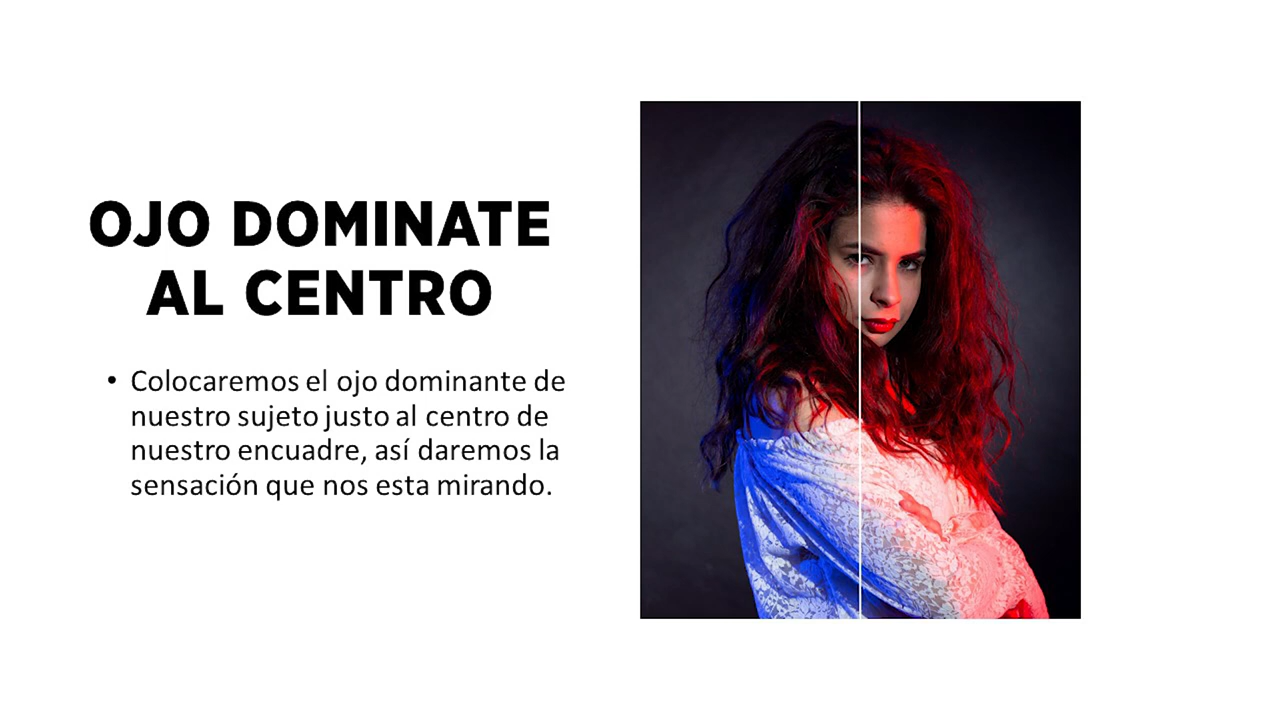 OJO DOMINATE
AL CENTRO
• Colocaremos el ojo dominante de
nuestro sujeto justo al centro de
nuestro encuadre, así daremos la
sensación que nos esta mirando.